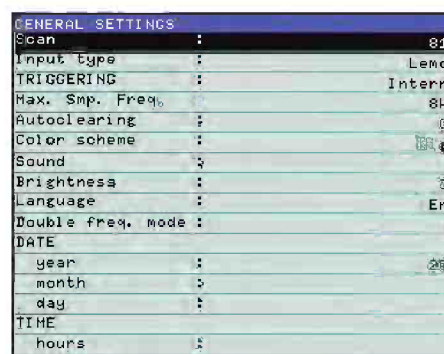 GENERAL SETTINGS
Scan :
Input type : Lemo
TRIGGERING : Intern
Max. Smp. Freq. :
Autoclearing :
Color scheme :
Sound :
Brightness :
Language : En
Double freq. mode :
DATE
year :
month :
day :
TIME
hours :